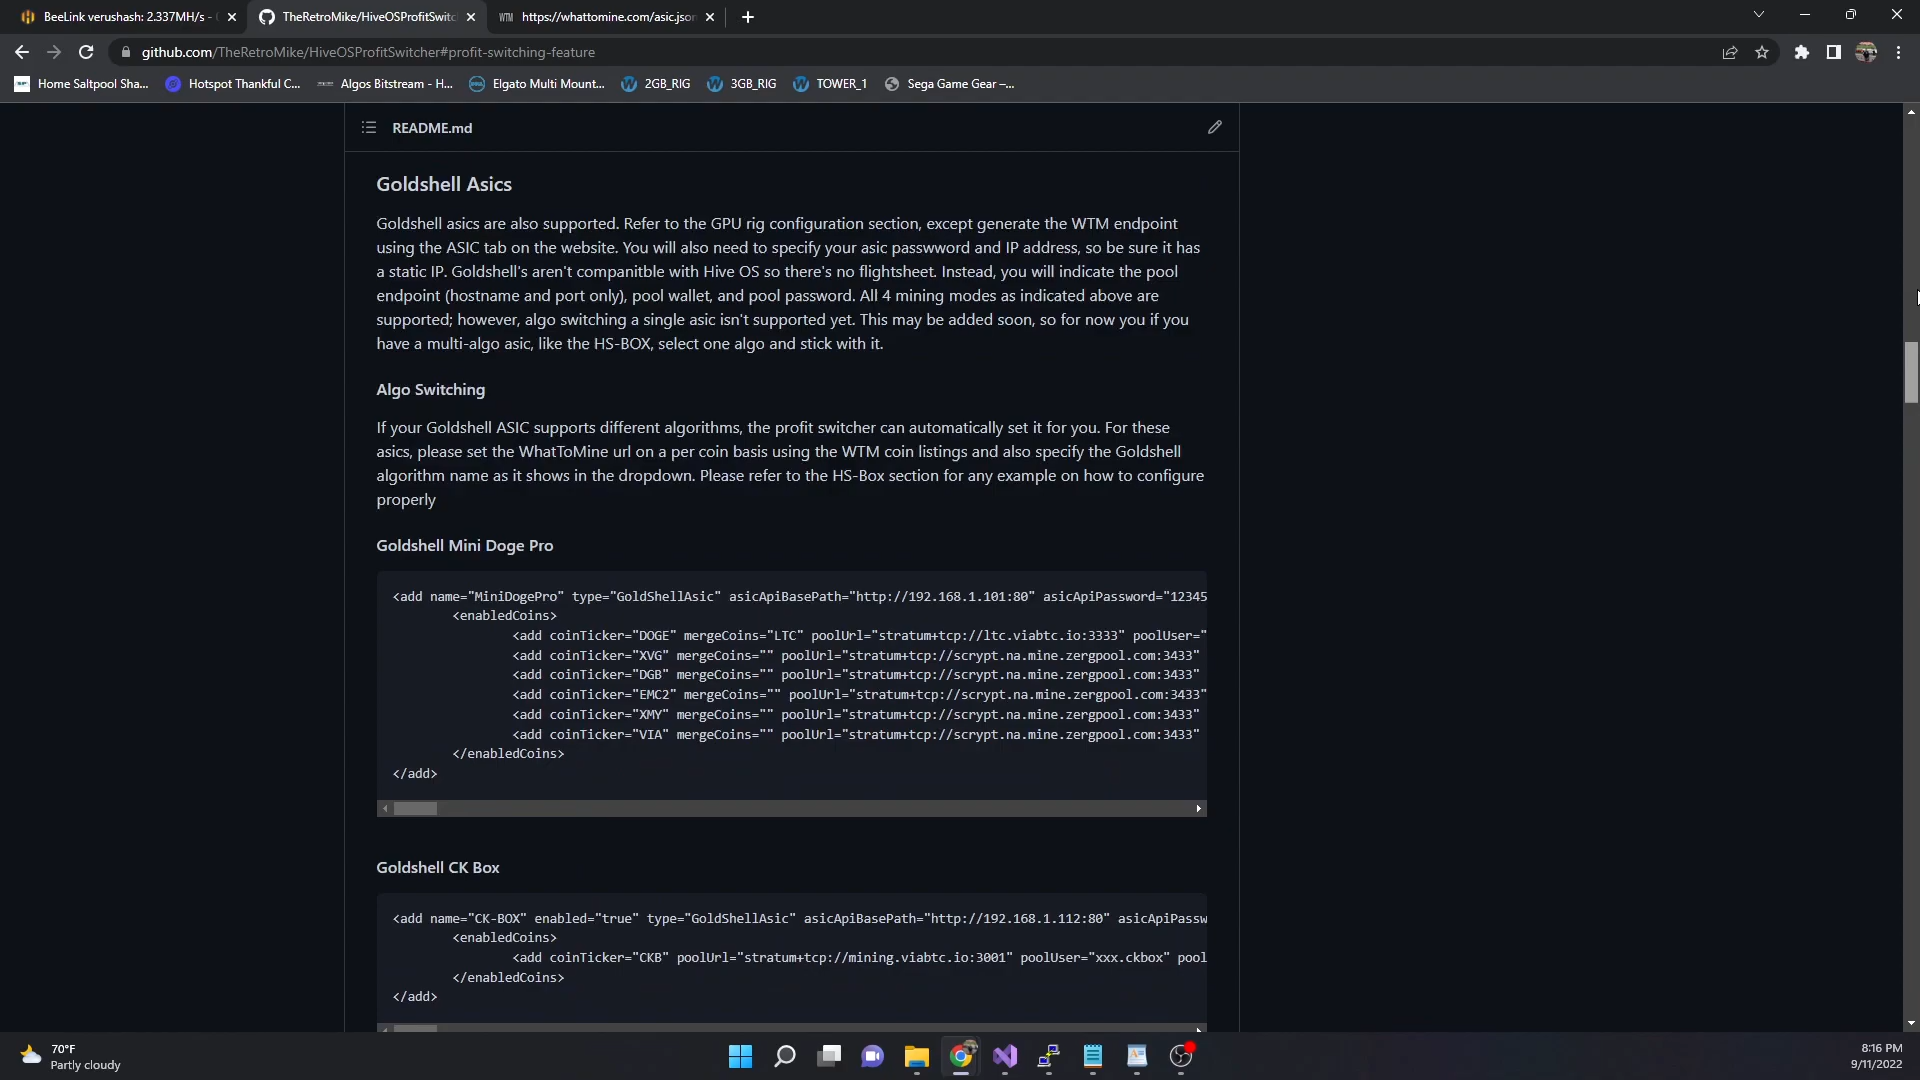 BeeLink verushash: 2.337MH/s -
TheRetroMike/HiveOSProfitSwitc
WTM https://whattomine.com/asic.json
github.com/TheRetroMike/HiveOSProfitSwitcher#profit-switching-feature
Home Saltpool Sha...
Hotspot Thankful C...
Algos Bitstream - H...
Elgato Multi Mount...
2GB_RIG
3GB_RIG
TOWER_1
Sega Game Gear –...
README.md
Goldshell Asics
Goldshell asics are also supported. Refer to the GPU rig configuration section, except generate the WTM endpoint
using the ASIC tab on the website. You will also need to specify your asic passwword and IP address, so be sure it has
a static IP. Goldshell's aren't companitble with Hive OS so there's no flightsheet. Instead, you will indicate the pool
endpoint (hostname and port only), pool wallet, and pool password. All 4 mining modes as indicated above are
supported; however, algo switching a single asic isn't supported yet. This may be added soon, so for now you if you
have a multi-algo asic, like the HS-BOX, select one algo and stick with it.
Algo Switching
If your Goldshell ASIC supports different algorithms, the profit switcher can automatically set it for you. For these
asics, please set the WhatToMine url on a per coin basis using the WTM coin listings and also specify the Goldshell
algorithm name as it shows in the dropdown. Please refer to the HS-Box section for any example on how to configure
properly
Goldshell Mini Doge Pro
<add name="MiniDogePro" type="GoldShellAsic" asicApiBasePath="http://192.168.1.101:80" asicApiPassword="12345
<enabledCoins>
<add coinTicker="DOGE" mergeCoins="LTC" poolUrl="stratum+tcp://ltc.viabtc.io:3333" poolUser="
<add coinTicker="XVG" mergeCoins="" poolUrl="stratum+tcp://scrypt.na.mine.zergpool.com:3433"
<add coinTicker="DGB" mergeCoins="" poolUrl="stratum+tcp://scrypt.na.mine.zergpool.com:3433"
<add coinTicker="EMC2" mergeCoins="" poolUrl="stratum+tcp://scrypt.na.mine.zergpool.com:3433"
<add coinTicker="XMY" mergeCoins="" poolUrl="stratum+tcp://scrypt.na.mine.zergpool.com:3433"
<add coinTicker="VIA" mergeCoins="" poolUrl="stratum+tcp://scrypt.na.mine.zergpool.com:3433"
</enabledCoins>
</add>
Goldshell CK Box
<add name="CK-BOX" enabled="true" type="GoldShellAsic" asicApiBasePath="http://192.168.1.112:80" asicApiPassw
<enabledCoins>
<add coinTicker="CKB" poolUrl="stratum+tcp://mining.viabtc.io:3001" poolUser="xxx.ckbox" pool
</enabledCoins>
</add>
70°F
Partly cloudy
8:16 PM
9/11/2022